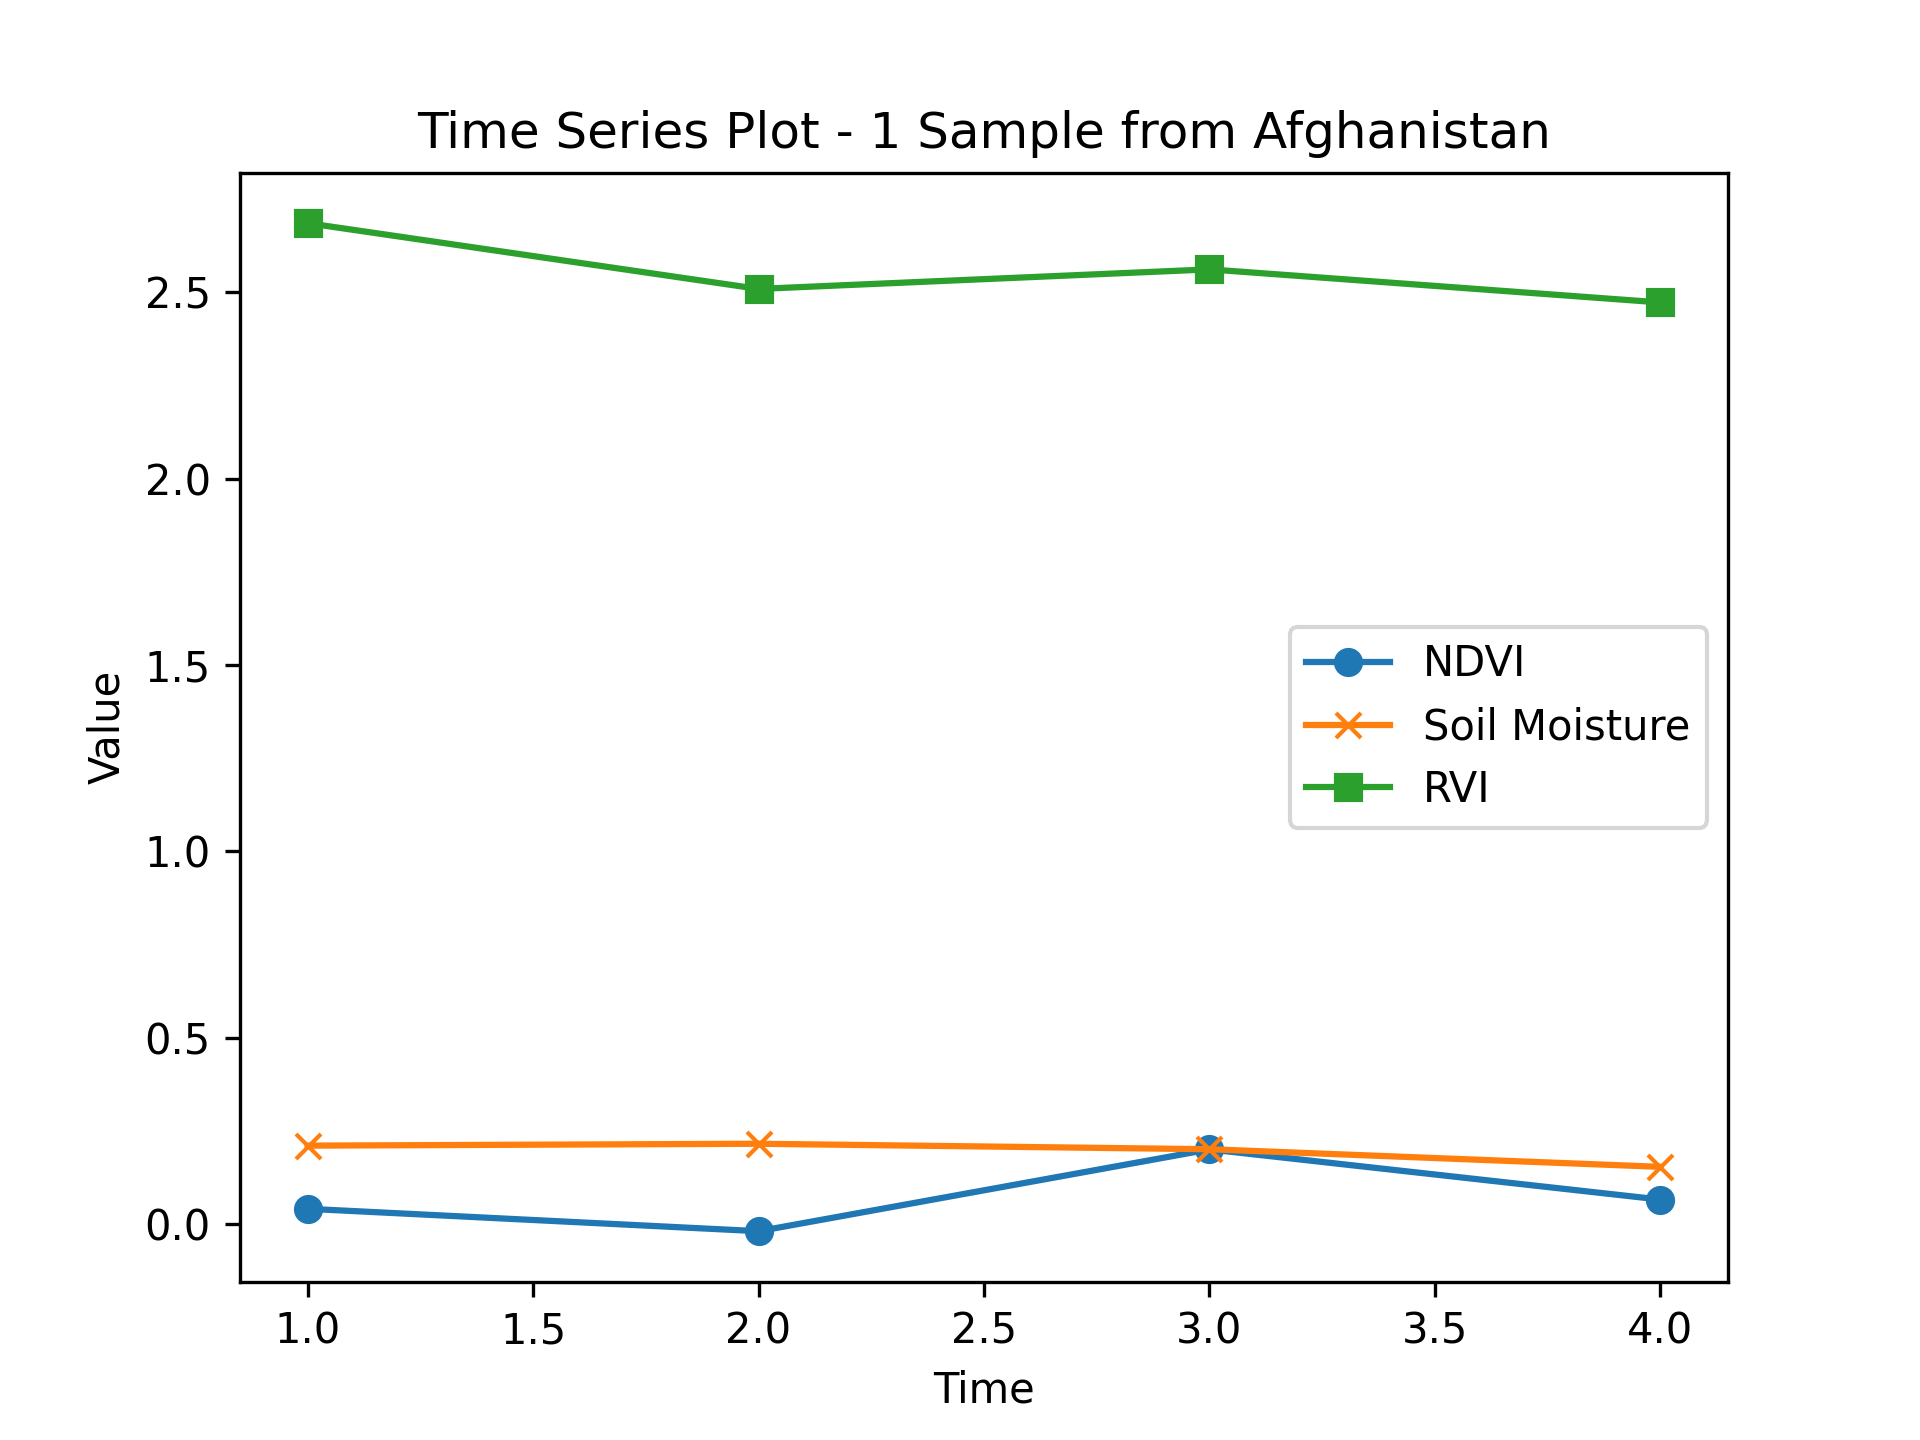 Time Series Plot - 1 Sample from Afghanistan
2.5
2.0
1.5
1.0
0.5
0.0
Value
NDVI
Soil Moisture
RVI
1.0 1.5 2.0 2.5 3.0 3.5 4.0
Time